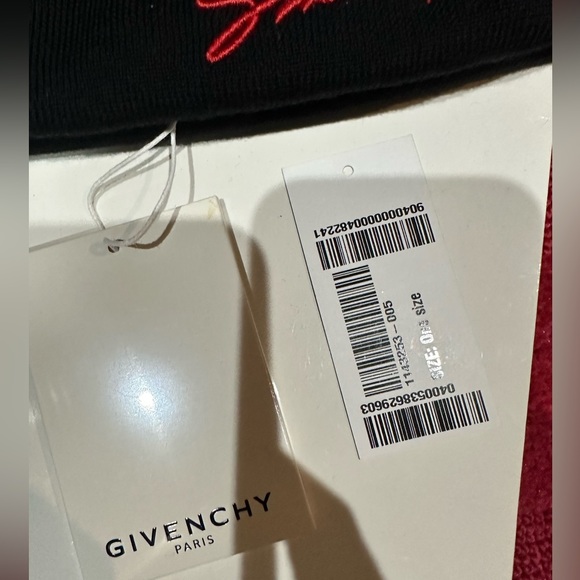 GIVENCHY
PARIS
9040000000482241
1143253-005
SIZE: One size
0400538629603